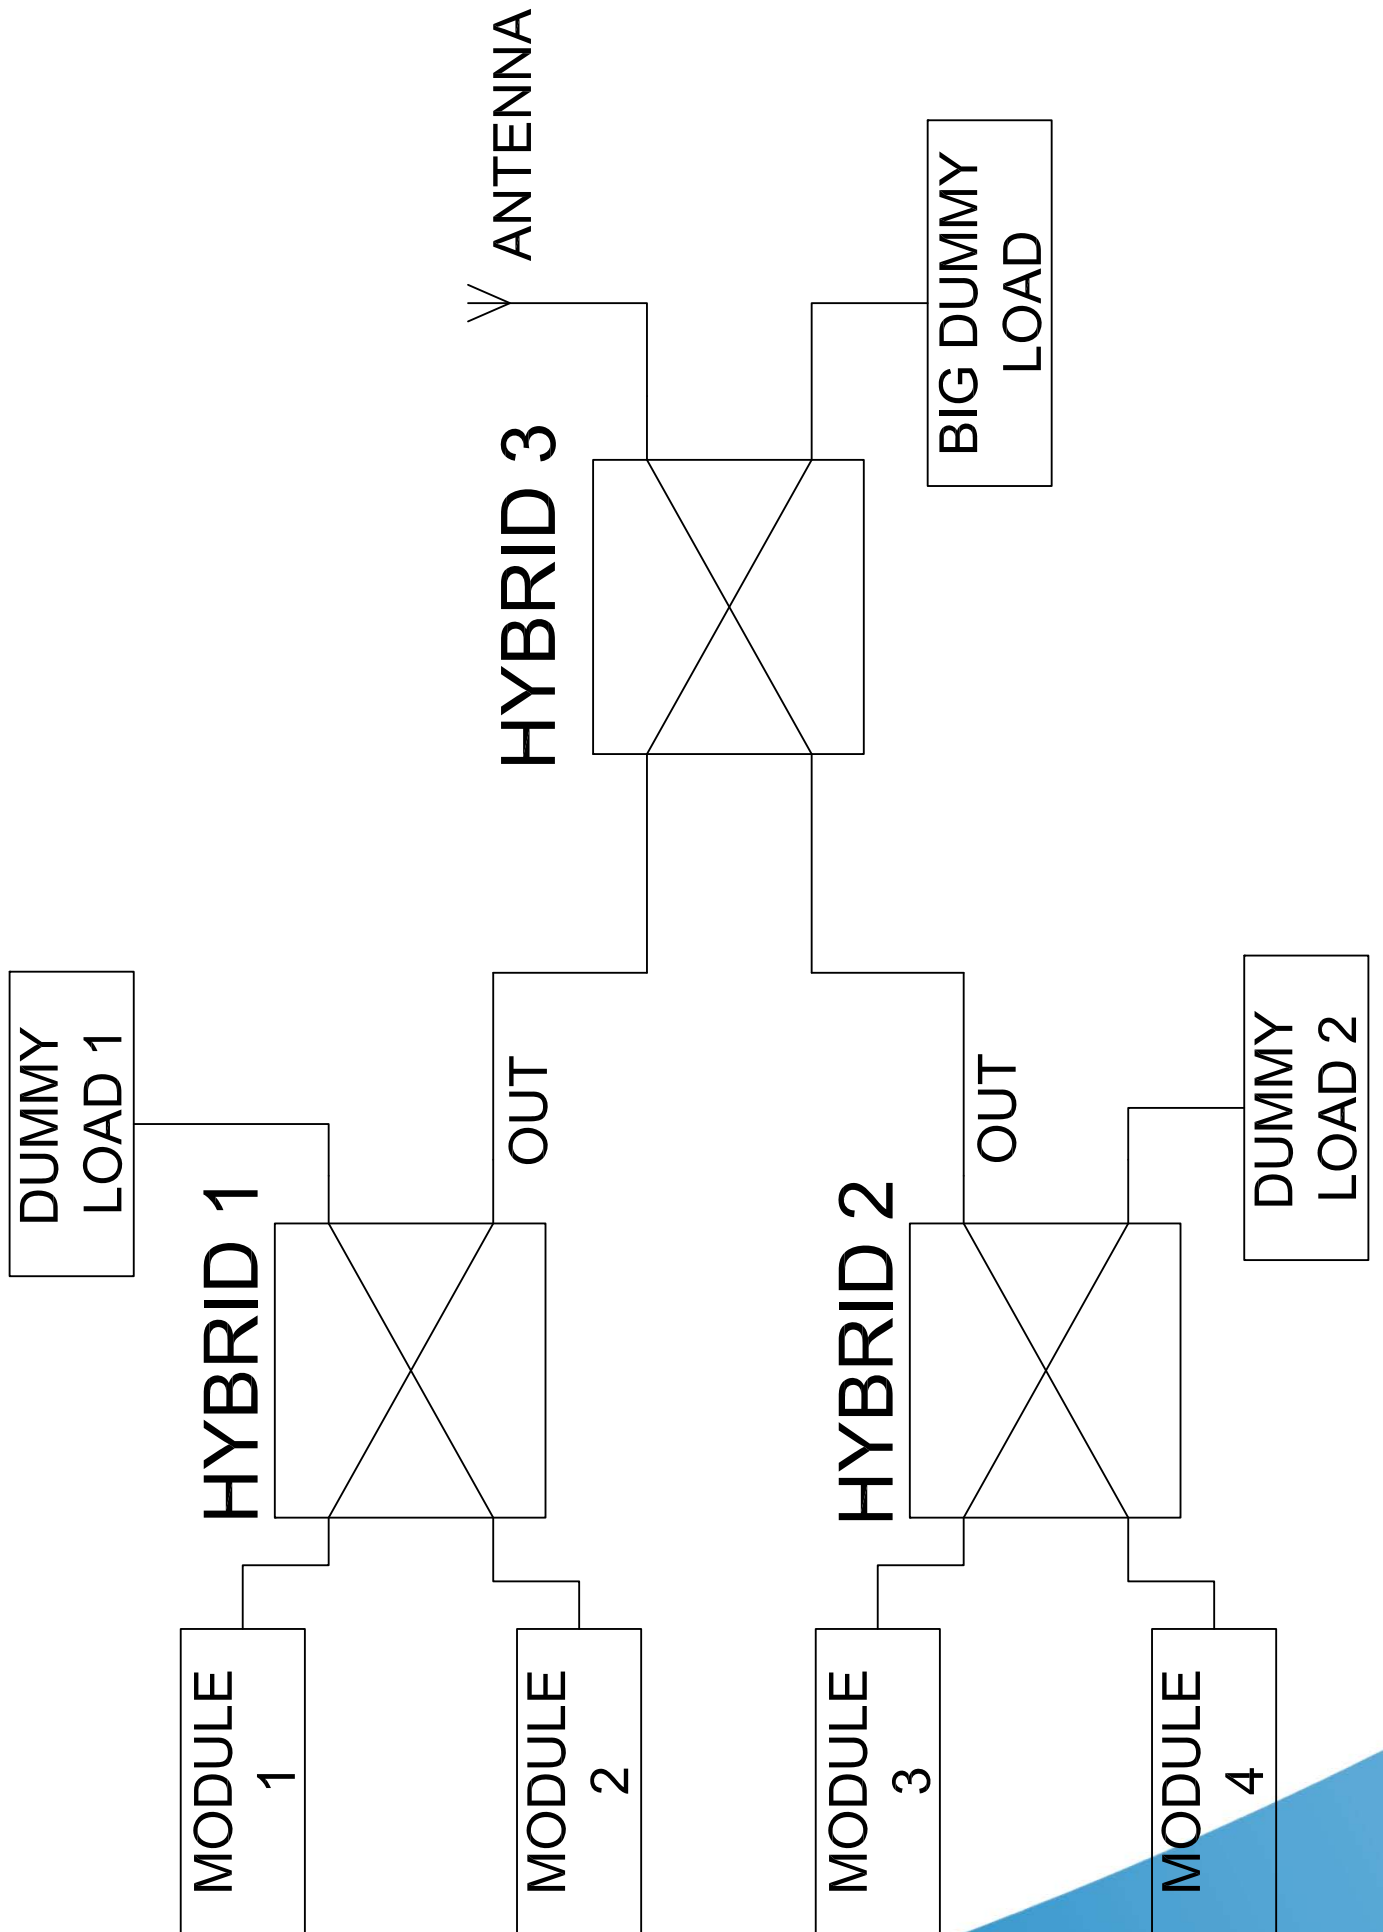 ANTENNA
BIG DUMMY
LOAD
HYBRID 3
DUMMY
LOAD 1
OUT
OUT
DUMMY
LOAD 2
HYBRID 1
HYBRID 2
MODULE
1
MODULE
2
MODULE
3
MODULE
4